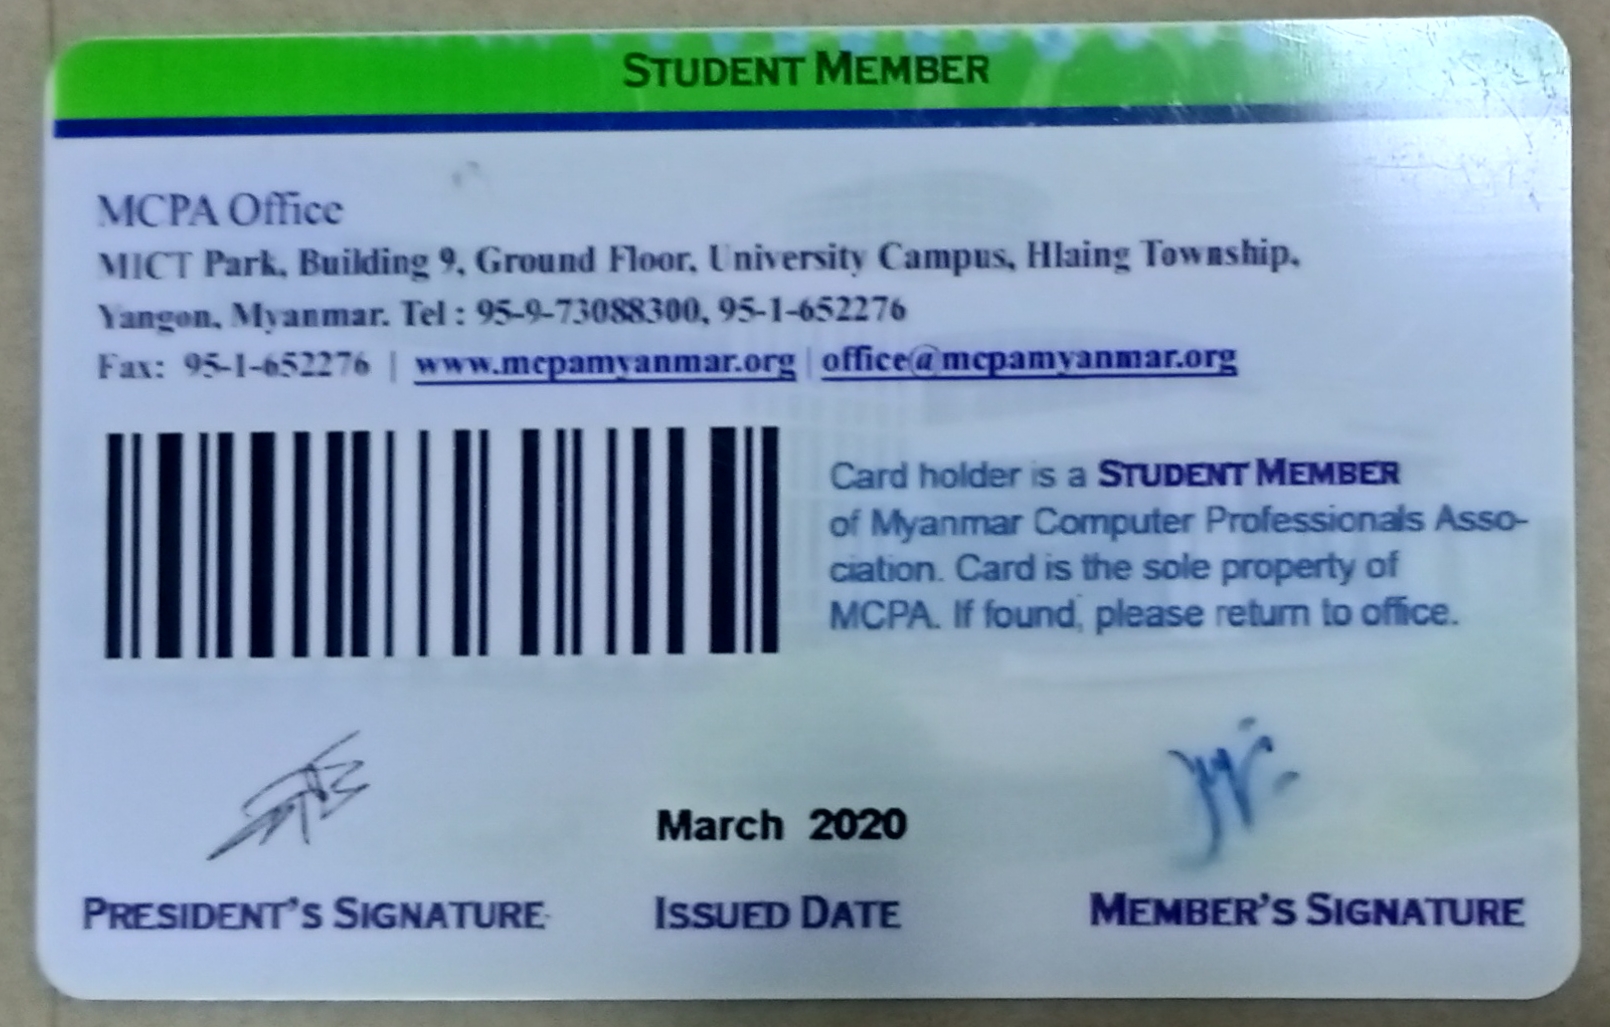 STUDENT MEMBER
MCPA Office
MICT Park, Building 9, Ground Floor, University Campus, Hlaing Township,
Yangon, Myanmar. Tel : 95-9-73088300, 95-1-652276
Fax: 95-1-652276 | www.mcpamyanmar.org | office@mcpamyanmar.org
Card holder is a STUDENT MEMBER
of Myanmar Computer Professionals Asso-
ciation. Card is the sole property of
MCPA. If found, please return to office.
March 2020
PRESIDENT'S SIGNATURE
ISSUED DATE
MEMBER'S SIGNATURE